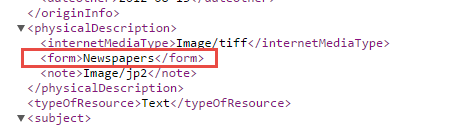 </originInfo>
▼<physicalDescription>
<internetMediaType>Image/tiff</internetMediaType>
<form>Newspapers</form>
<note>Image/jp2</note>
</physicalDescription>
<typeOfResource>Text</typeOfResource>
▼<subject>